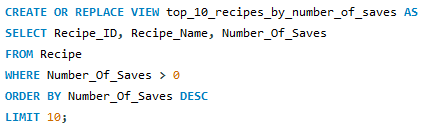 CREATE OR REPLACE VIEW top_10_recipes_by_number_of_saves AS
SELECT Recipe_ID, Recipe_Name, Number_Of_Saves
FROM Recipe
WHERE Number_Of_Saves > 0
ORDER BY Number_Of_Saves DESC
LIMIT 10;